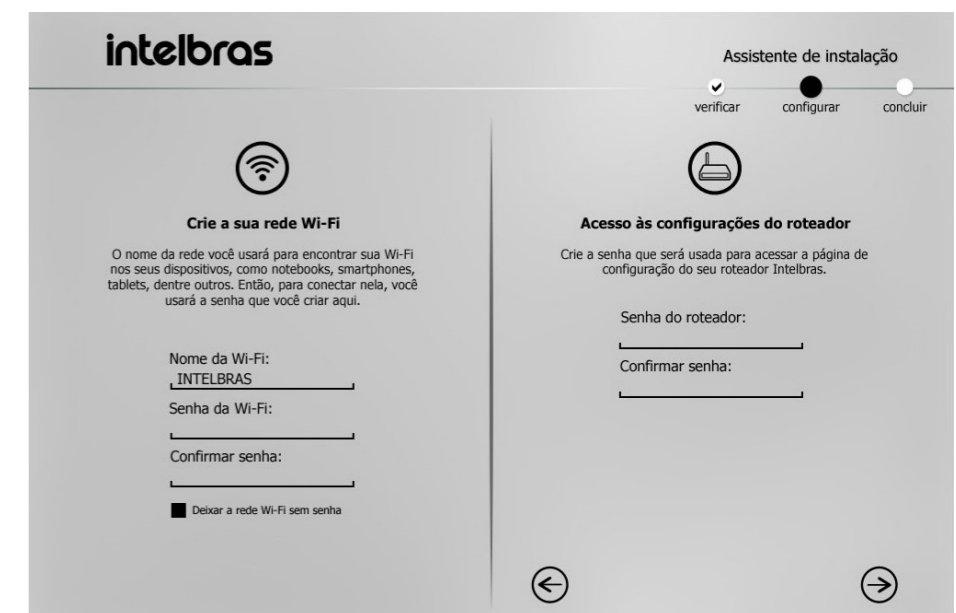 intelbras
Assistente de instalação
verificar
configurar
concluir
Crie a sua rede Wi-Fi
O nome da rede você usará para encontrar sua Wi-Fi
nos seus dispositivos, como notebooks, smartphones,
tablets, dentre outros. Então, para conectar nela, você
usará a senha que você criar aqui.
Nome da Wi-Fi:
INTELBRAS
Senha da Wi-Fi:
Confirmar senha:
Deixar a rede Wi-Fi sem senha
Acesso às configurações do roteador
Crie a senha que será usada para acessar a página de
configuração do seu roteador Intelbras.
Senha do roteador:
Confirmar senha: